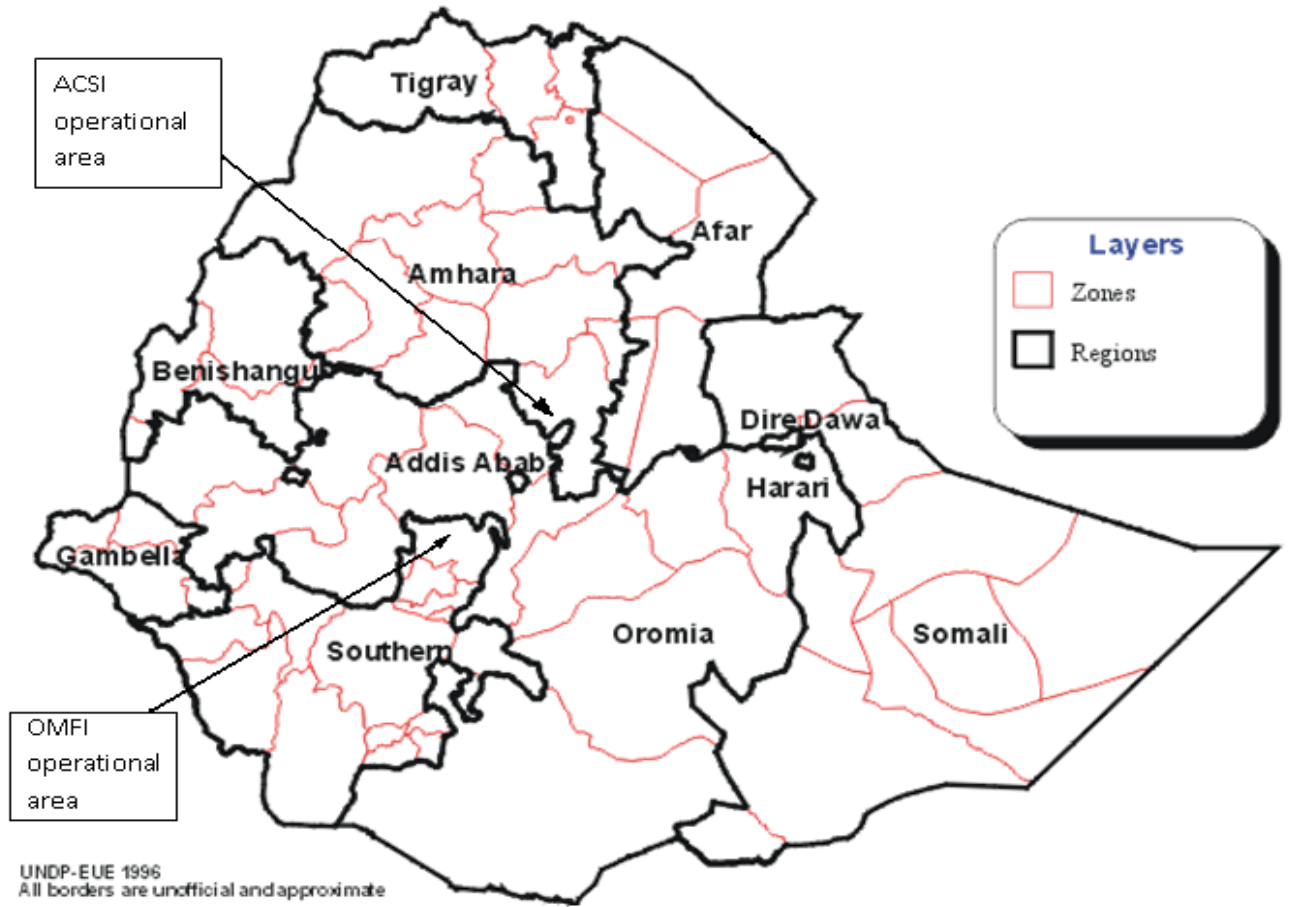 ACSI
operational
area
Tigray
Afar
Amhara
Layers
Zones
Regions
Benishangu
Dire Dawa
Addis Abab
Harari
Gambella
Oromia
Somali
Southern
OMFI
operational
area
UNDP-EUE 1996
All borders are unofficial and approximate